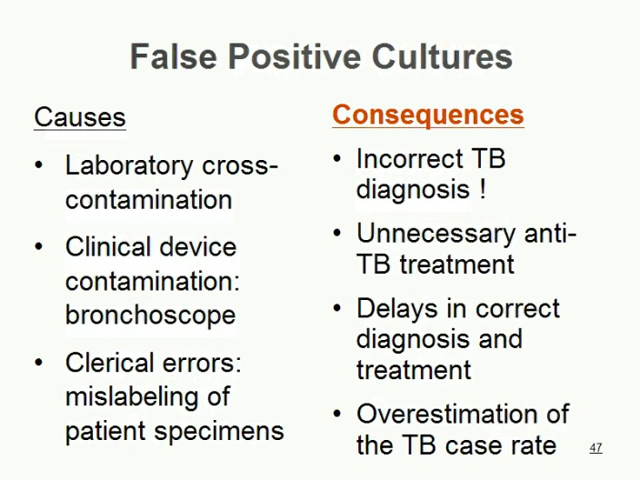 False Positive Cultures
Causes
• Laboratory cross-
contamination
• Clinical device
contamination:
bronchoscope
• Clerical errors:
mislabeling of
patient specimens
Consequences
• Incorrect TB
diagnosis !
• Unnecessary anti-
TB treatment
• Delays in correct
diagnosis and
treatment
• Overestimation of
the TB case rate
47